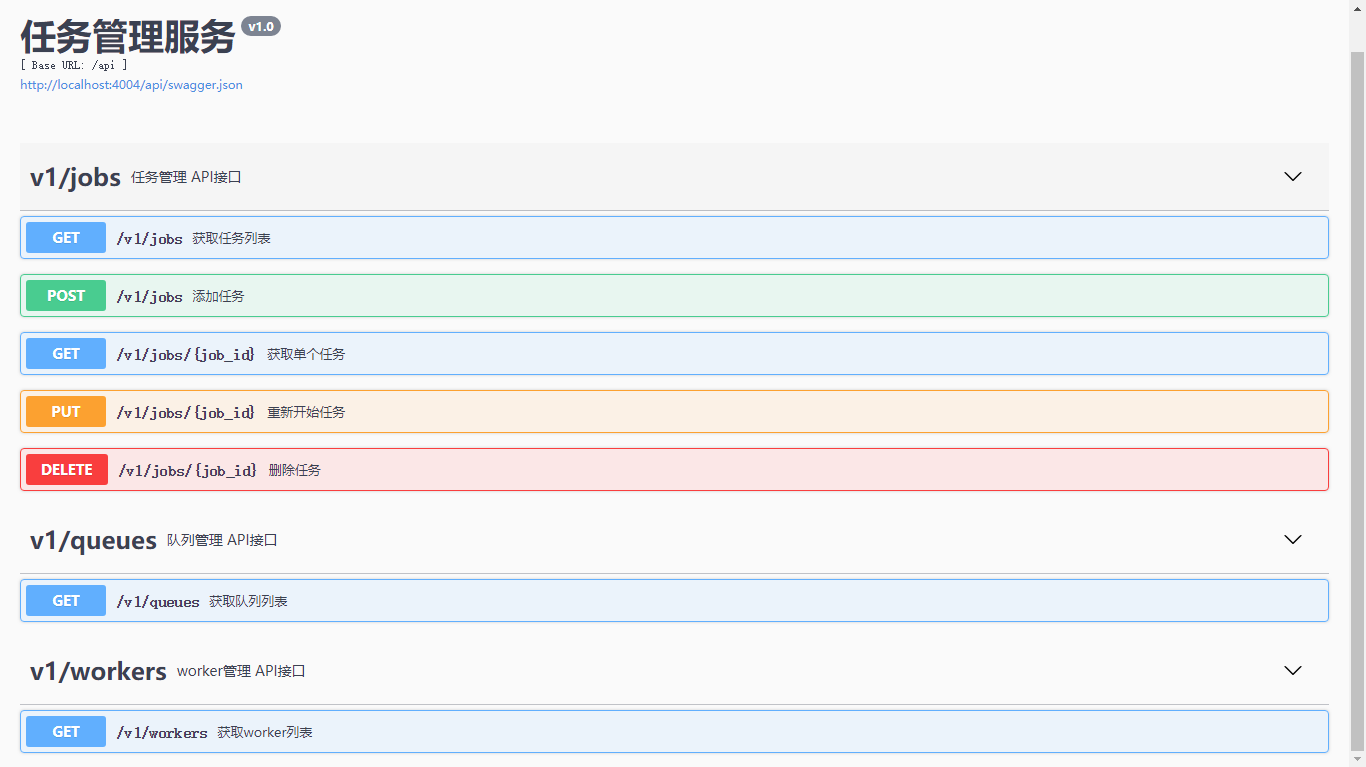 任务管理服务 v1.0
[ Base URL: /api ]
http://localhost:4004/api/swagger.json
v1/jobs 任务管理 API接口
GET /v1/jobs 获取任务列表
POST /v1/jobs 添加任务
GET /v1/jobs/{job_id} 获取单个任务
PUT /v1/jobs/{job_id} 重新开始任务
DELETE /v1/jobs/{job_id} 删除任务
v1/queues 队列管理 API接口
GET /v1/queues 获取队列列表
v1/workers worker管理 API接口
GET /v1/workers 获取worker列表